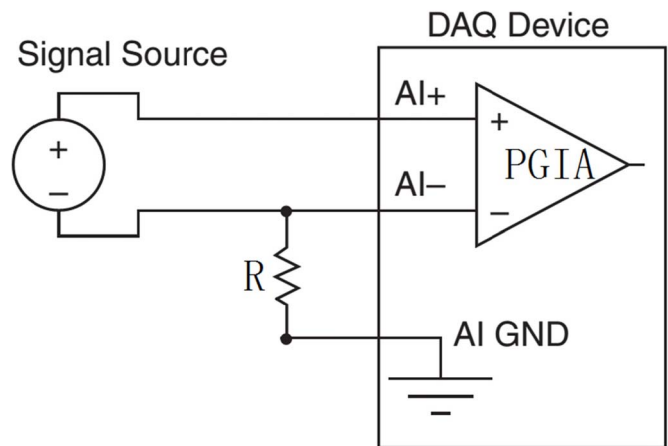 DAQ Device
Signal Source
AI+
+
+
PGIA
–
AI–
–
R
AI GND